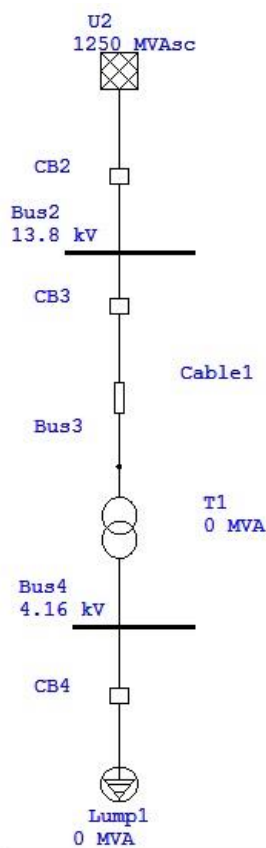 U2
1250 MVAsc
CB2
Bus2
13.8 kV
CB3
Cable1
Bus3
T1
0 MVA
Bus4
4.16 kV
CB4
Lump1
0 MVA